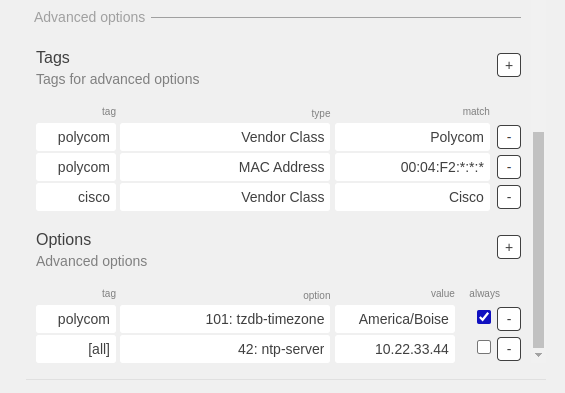 Advanced options
Tags
Tags for advanced options
+
tag type match
polycom Vendor Class Polycom -
polycom MAC Address 00:04:F2:*:*:* -
cisco Vendor Class Cisco -
Options
Advanced options
+
tag option value always
polycom 101: tzdb-timezone America/Boise -
[all] 42: ntp-server 10.22.33.44 -